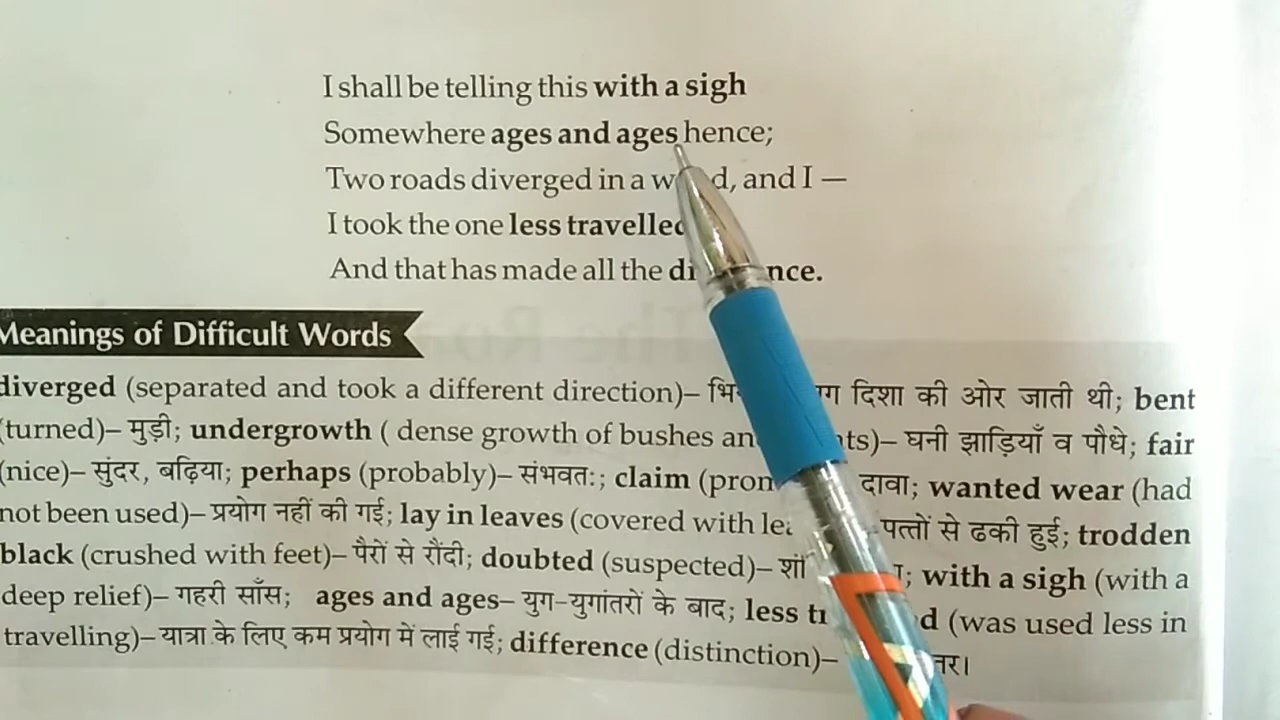 I shall be telling this with a sigh
Somewhere ages and ages hence;
Two roads diverged in a w d, and I —
I took the one less travelled
And that has made all the di nce.
Meanings of Difficult Words
diverged (separated and took a different direction)– दिशा की ओर जाती थी; bent
(turned)– मुड़ी; undergrowth ( dense growth of bushes an ts)– घनी झाड़ियाँ व पौधे; fair
(nice)– सुंदर, बढ़िया; perhaps (probably)– संभवतः; claim (pron दावा; wanted wear (had
not been used)– प्रयोग नहीं की गई; lay in leaves (covered with lea पत्तों से ढकी हुई; trodden
black (crushed with feet)– पैरों से रौंदी; doubted (suspected)– with a sigh (with a
deep relief)– गहरी साँस; ages and ages– युग-युगांतरों के बाद; less tr d (was used less in
travelling)– यात्रा के लिए कम प्रयोग में लाई गई; difference (distinction)– तर।